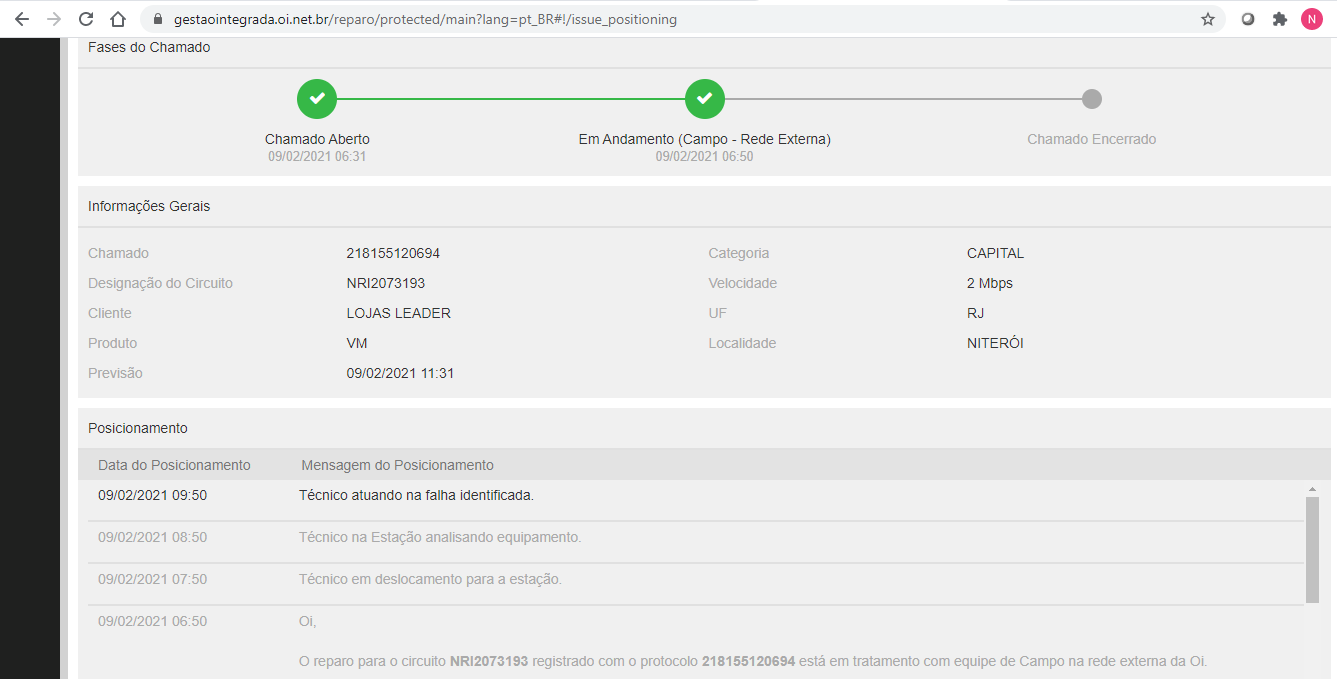 gestaointegrada.oi.net.br/reparo/protected/main?lang=pt_BR#!/issue_positioning
N
Fases do Chamado
Chamado Aberto
09/02/2021 06:31
Em Andamento (Campo - Rede Externa)
09/02/2021 06:50
Chamado Encerrado
Informações Gerais
Chamado 218155120694 Categoria CAPITAL
Designação do Circuito NRI2073193 Velocidade 2 Mbps
Cliente LOJAS LEADER UF RJ
Produto VM Localidade NITERÓI
Previsão 09/02/2021 11:31
Posicionamento
Data do Posicionamento Mensagem do Posicionamento
09/02/2021 09:50 Técnico atuando na falha identificada.
09/02/2021 08:50 Técnico na Estação analisando equipamento.
09/02/2021 07:50 Técnico em deslocamento para a estação.
09/02/2021 06:50 Oi,
O reparo para o circuito NRI2073193 registrado com o protocolo 218155120694 está em tratamento com equipe de Campo na rede externa da Oi.